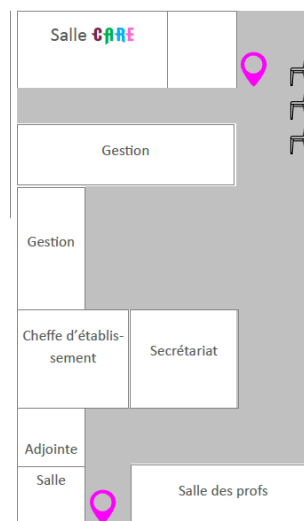 Salle CARE
Gestion
Gestion
Cheffe d'établis-
sement
Secrétariat
Adjointe
Salle
Salle des profs